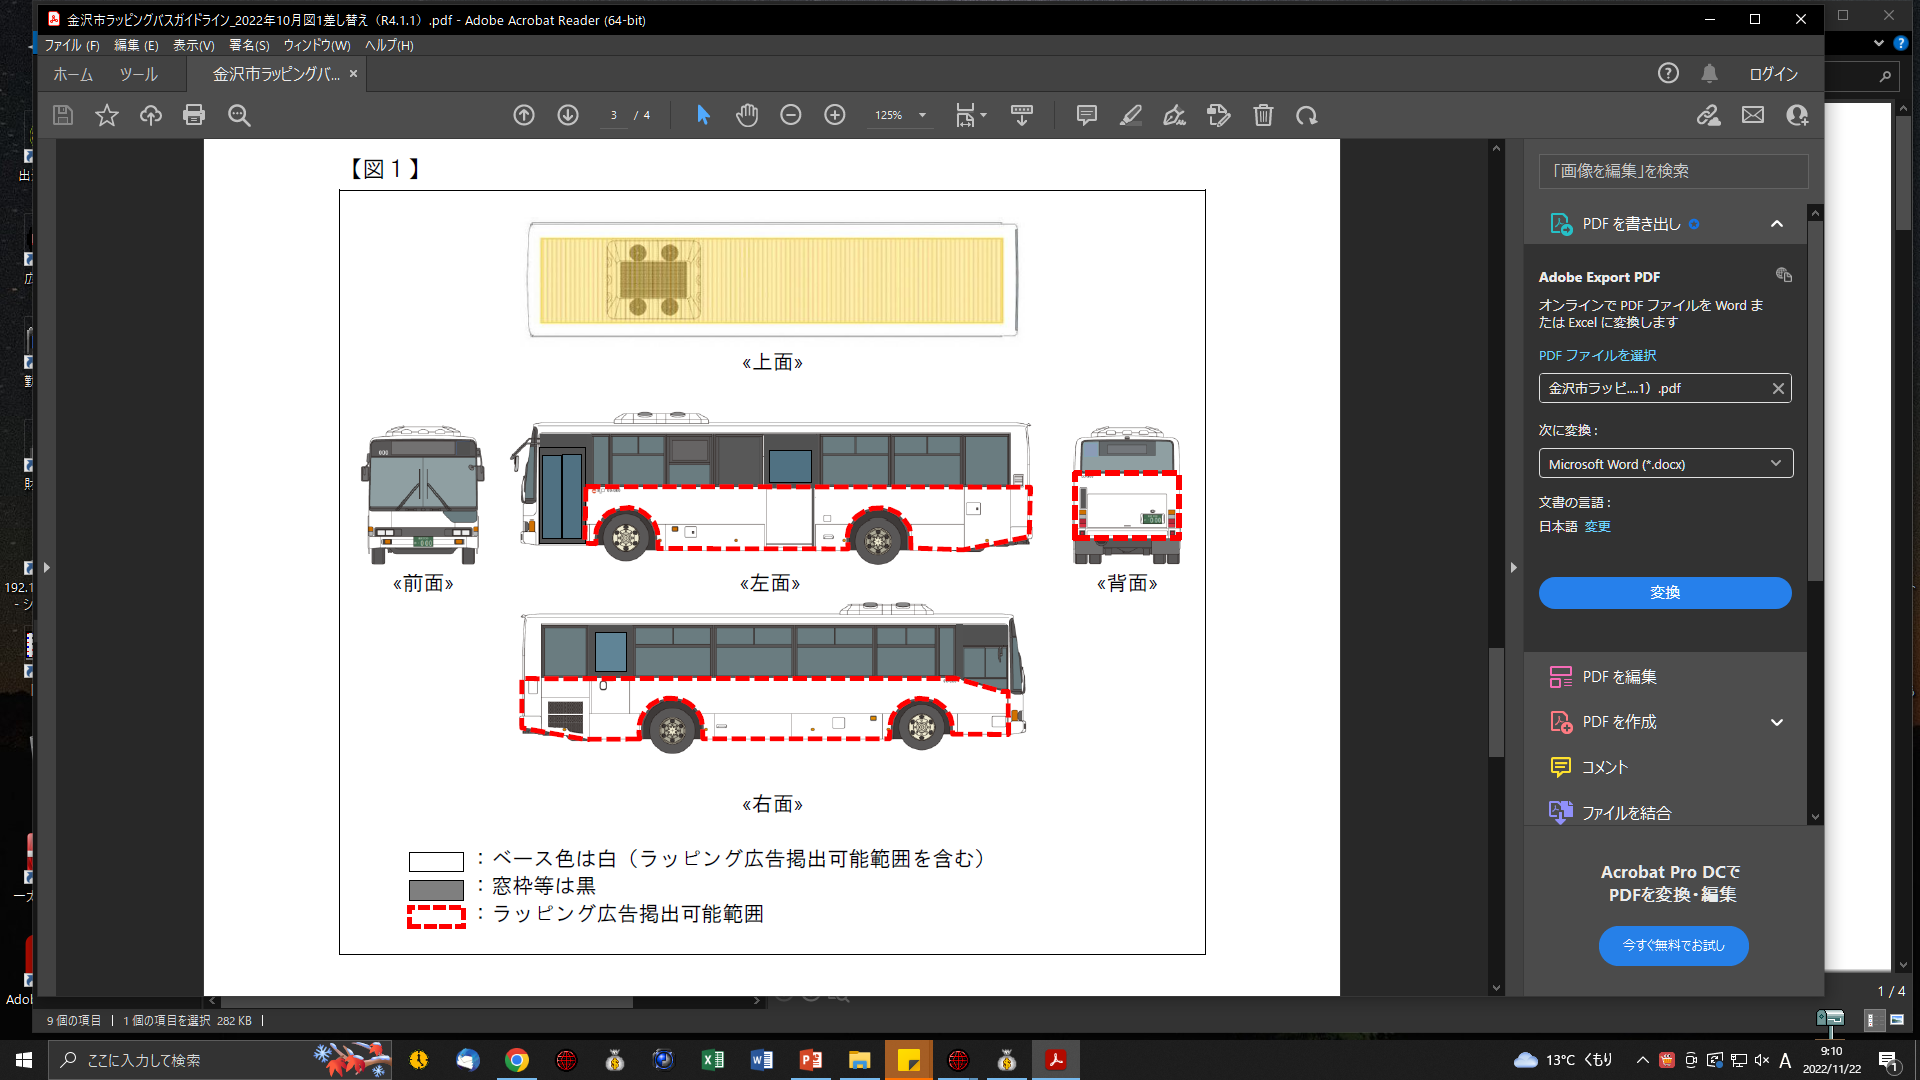 金沢市ラッピングバスガイドライン_2022年10月図1差し替え（R4.1.1）.pdf - Adobe Acrobat Reader (64-bit)
ファイル (F) 編集 (E) 表示(V) 署名(S) ウィンドウ(W) ヘルプ(H)
ホーム ツール 金沢市ラッピングバ... × ログイン
3 / 4 125%
【図１】
«上面»
«前面»
«左面»
«背面»
«右面»
：ベース色は白（ラッピング広告掲出可能範囲を含む）
：窓枠等は黒
：ラッピング広告掲出可能範囲
「画像を編集」を検索
PDF を書き出し
Adobe Export PDF
オンラインで PDF ファイルを Word ま
たは Excel に変換します
PDF ファイルを選択
金沢市ラッピ....1）.pdf
次に変換 :
Microsoft Word (*.docx)
文書の言語 :
日本語 変更
変換
PDF を編集
PDF を作成
コメント
ファイルを結合
Acrobat Pro DCで
PDFを変換・編集
今すぐ無料でお試し
1 / 4
192.1
Adob
9 個の項目 | 1 個の項目を選択 282 KB |
ここに入力して検索
13°C くもり
A
9:10
2022/11/22
1